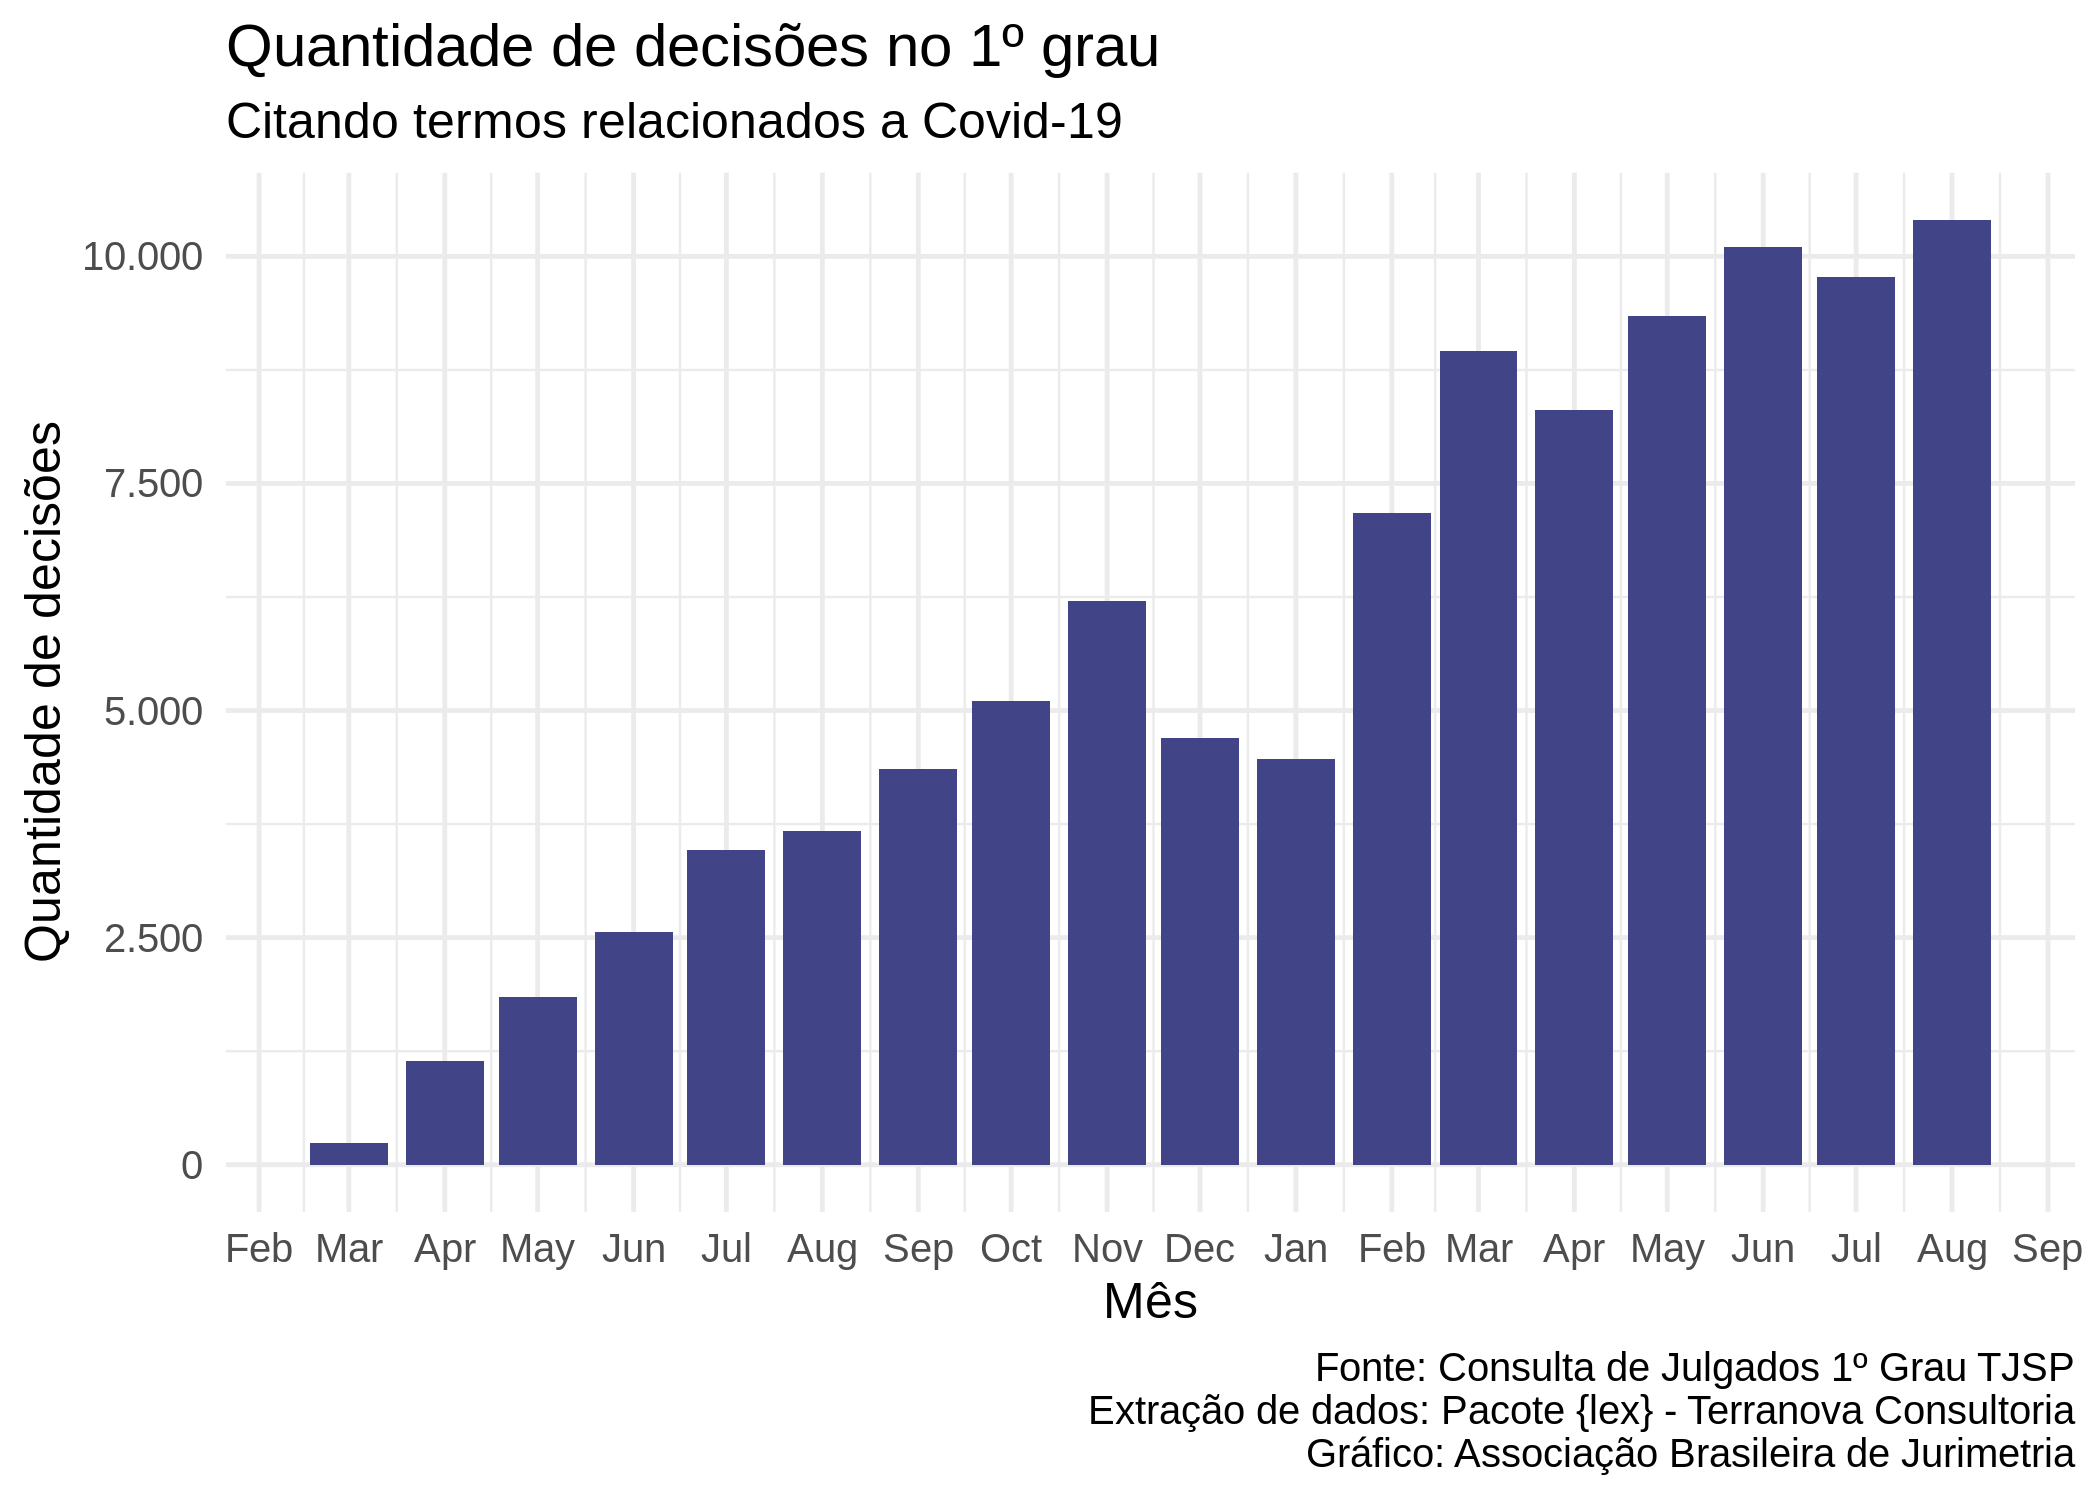 Quantidade de decisões no 1º grau
Citando termos relacionados a Covid-19
Quantidade de decisões
10.000
7.500
5.000
2.500
0
Feb Mar Apr May Jun Jul Aug Sep Oct Nov Dec Jan Feb Mar Apr May Jun Jul Aug Sep
Mês
Fonte: Consulta de Julgados 1º Grau TJSP
Extração de dados: Pacote {lex} - Terranova Consultoria
Gráfico: Associação Brasileira de Jurimetria